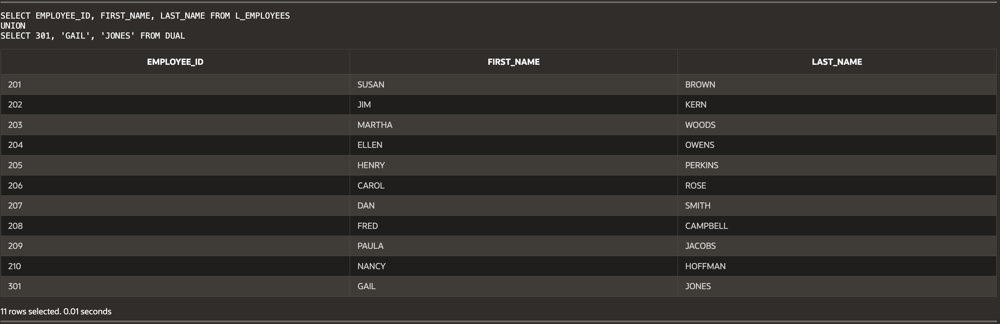 SELECT EMPLOYEE_ID, FIRST_NAME, LAST_NAME FROM L_EMPLOYEES
UNION
SELECT 301, 'GAIL', 'JONES' FROM DUAL
EMPLOYEE_ID FIRST_NAME LAST_NAME
201 SUSAN BROWN
202 JIM KERN
203 MARTHA WOODS
204 ELLEN OWENS
205 HENRY PERKINS
206 CAROL ROSE
207 DAN SMITH
208 FRED CAMPBELL
209 PAULA JACOBS
210 NANCY HOFFMAN
301 GAIL JONES
11 rows selected. 0.01 seconds